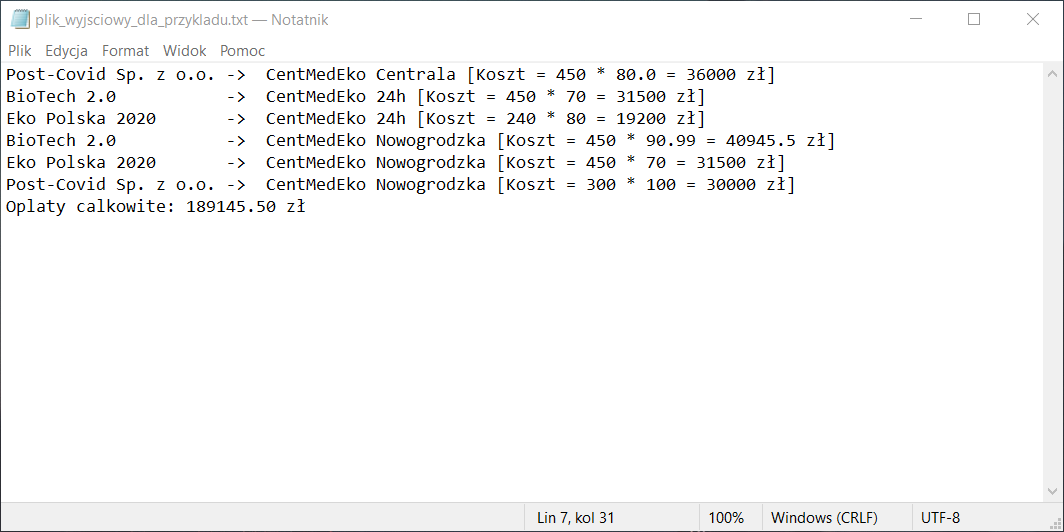 plik_wyjsciowy_dla_przykladu.txt — Notatnik
Plik Edycja Format Widok Pomoc
Post-Covid Sp. z o.o. ->  CentMedEko Centrala [Koszt = 450 * 80.0 = 36000 zł]
BioTech 2.0           ->  CentMedEko 24h [Koszt = 450 * 70 = 31500 zł]
Eko Polska 2020       ->  CentMedEko 24h [Koszt = 240 * 80 = 19200 zł]
BioTech 2.0           ->  CentMedEko Nowogrodzka [Koszt = 450 * 90.99 = 40945.5 zł]
Eko Polska 2020       ->  CentMedEko Nowogrodzka [Koszt = 450 * 70 = 31500 zł]
Post-Covid Sp. z o.o. ->  CentMedEko Nowogrodzka [Koszt = 300 * 100 = 30000 zł]
Oplaty calkowite: 189145.50 zł
Lin 7, kol 31 100% Windows (CRLF) UTF-8